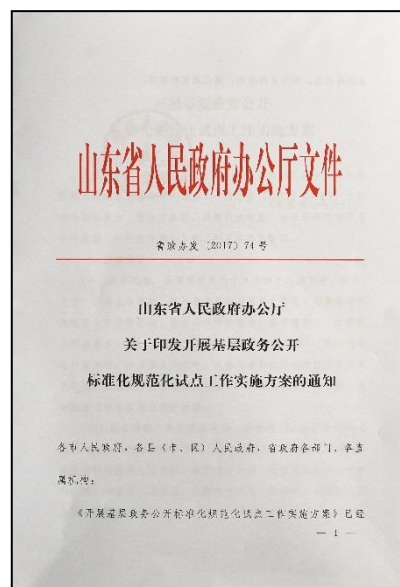 山东省人民政府办公厅文件
鲁政办发〔2017〕74号
山东省人民政府办公厅
关于印发开展基层政务公开
标准化规范化试点工作实施方案的通知
各市人民政府，各县（市、区）人民政府，省政府各部门、各直
属机构：
《开展基层政务公开标准化规范化试点工作实施方案》已经
— 1 —